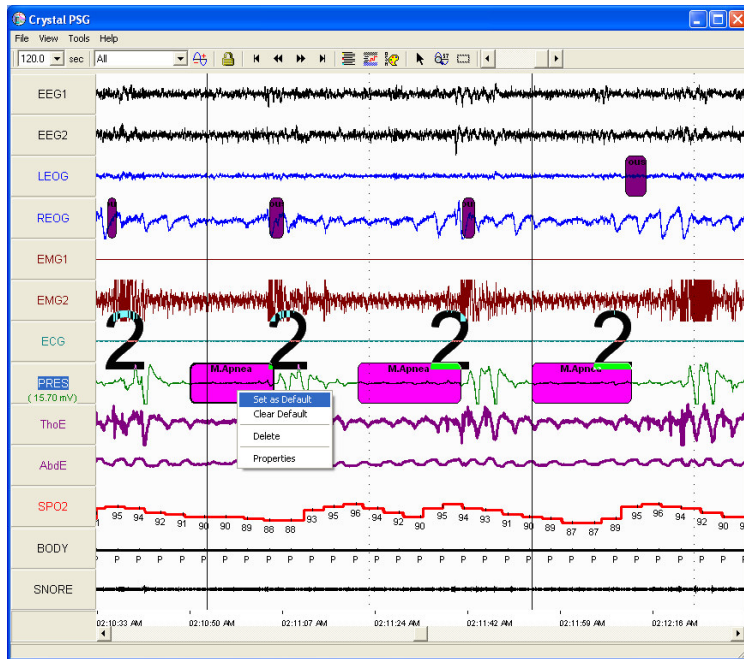 Crystal PSG
File View Tools Help
120.0 sec All
EEG1
EEG2
LEOG
ous
REOG
EMG1
EMG2
2 2 2 2
ECG
M.Apnea M.Apnea M.Apnea
PRES
( 15.70 mV)
Set as Default
Clear Default
Delete
Properties
ThoE
AbdE
SPO2
95 94 92 91 90 90 89 88 88 93 95 96 94 92 90 95 94 93 91 90 89 87 87 89 95 96 94 92 90
BODY
P P P P P P P P P P P P P P P P P P P P P P P P P P P P
SNORE
02:10:33 AM 02:10:50 AM 02:11:07 AM 02:11:24 AM 02:11:42 AM 02:11:59 AM 02:12:16 AM